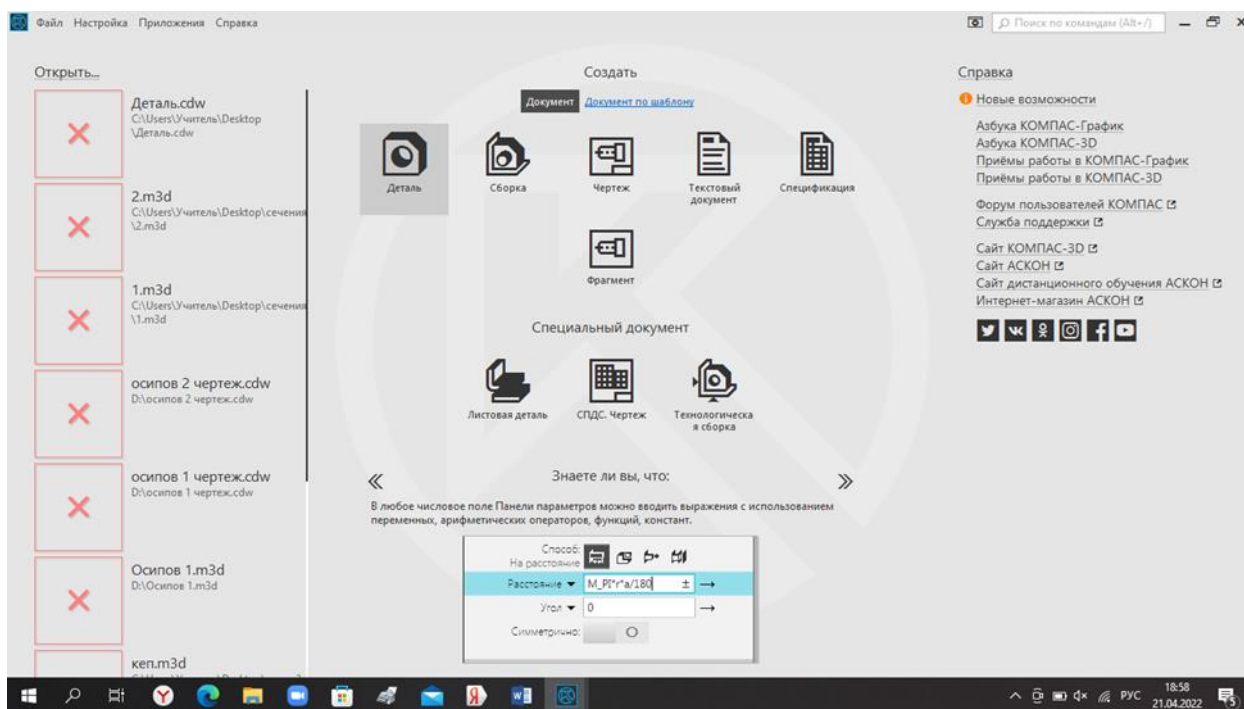 Файл Настройка Приложения Справка
Поиск по командам (Alt+/)
Открыть...
Деталь.cdw
C:\Users\Учитель\Desktop
\Деталь.cdw
2.m3d
C:\Users\Учитель\Desktop\сечения
\2.m3d
1.m3d
C:\Users\Учитель\Desktop\сечения
\1.m3d
осипов 2 чертеж.cdw
D:\осипов 2 чертеж.cdw
осипов 1 чертеж.cdw
D:\осипов 1 чертеж.cdw
Осипов 1.m3d
D:\Осипов 1.m3d
кеп.m3d
Создать
Документ Документ по шаблону
Деталь Сборка Чертеж Текстовый документ Спецификация
Фрагмент
Специальный документ
Листовая деталь СПДС. Чертеж Технологическа
я сборка
Знаете ли вы, что:
В любое числовое поле Панели параметров можно вводить выражения с использованием
переменных, арифметических операторов, функций, констант.
Способ:
На расстояние
Расстояние M_PI*r*a/180 ±
Угол 0
Симметрично:
Справка
Новые возможности
Азбука КОМПАС-График
Азбука КОМПАС-3D
Приёмы работы в КОМПАС-График
Приёмы работы в КОМПАС-3D
Форум пользователей КОМПАС
Служба поддержки
Сайт КОМПАС-3D
Сайт АСКОН
Сайт дистанционного обучения АСКОН
Интернет-магазин АСКОН
РУС
18:58
21.04.2022
5